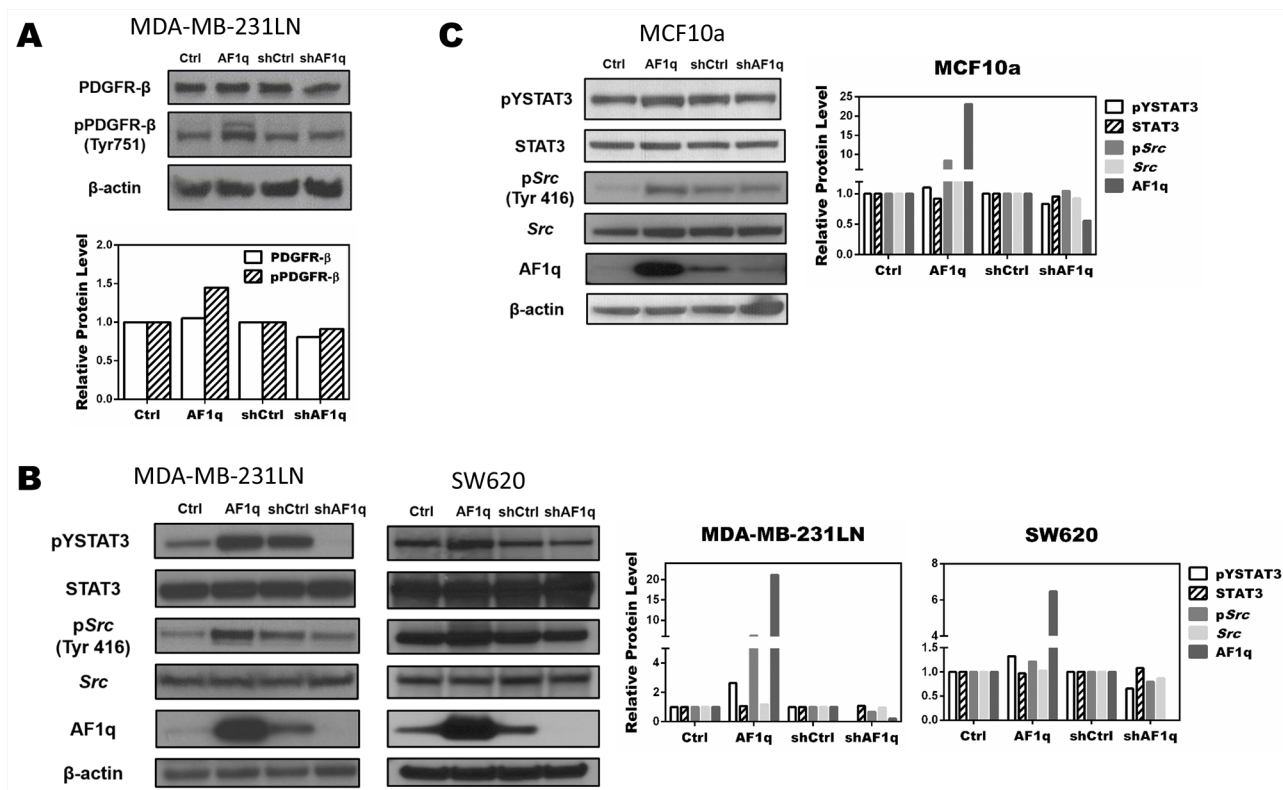 A
MDA-MB-231LN
Ctrl AF1q shCtrl shAF1q
PDGFR-β
pPDGFR-β
(Tyr751)
β-actin
Relative Protein Level
2.0
1.5
1.0
0.5
0.0
PDGFR-β
pPDGFR-β
Ctrl AF1q shCtrl shAF1q
C
MCF10a
Ctrl AF1q shCtrl shAF1q
pYSTAT3
STAT3
pSrc
(Tyr 416)
Src
AF1q
β-actin
MCF10a
Relative Protein Level
25
20
15
10
1.0
0.5
0.0
Ctrl AF1q shCtrl shAF1q
pYSTAT3
STAT3
pSrc
Src
AF1q
B
MDA-MB-231LN
Ctrl AF1q shCtrl shAF1q
pYSTAT3
STAT3
pSrc
(Tyr 416)
Src
AF1q
β-actin
SW620
Ctrl AF1q shCtrl shAF1q
MDA-MB-231LN
Relative Protein Level
20
15
10
5
4
2
0
Ctrl AF1q shCtrl shAF1q
SW620
8
6
4
1.5
1.0
0.5
0.0
Ctrl AF1q shCtrl shAF1q
pYSTAT3
STAT3
pSrc
Src
AF1q